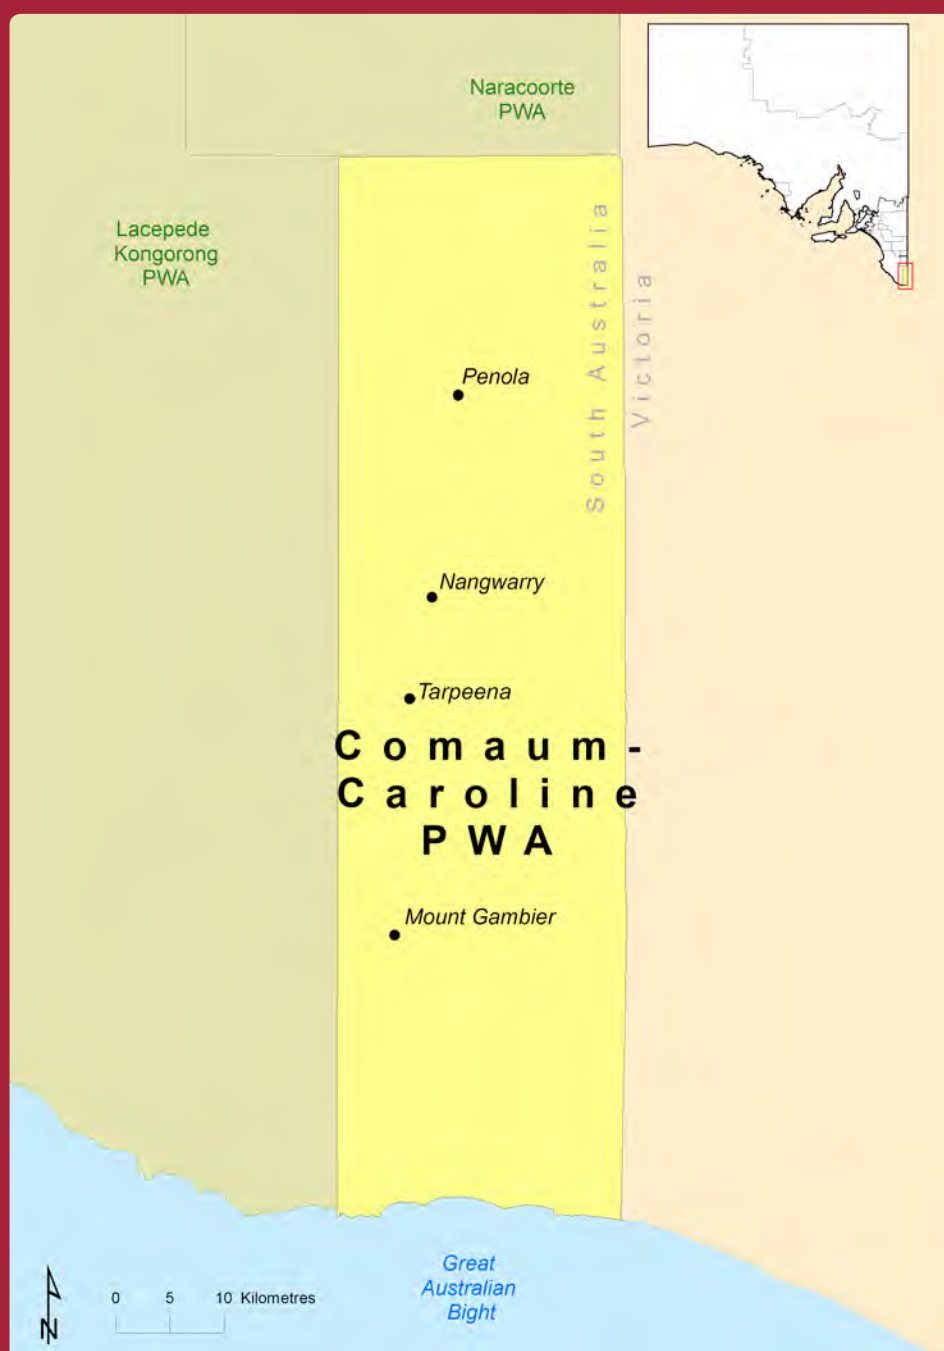 Naracoorte
PWA
Lacepede
Kongorong
PWA
South Australia
Victoria
Penola
Nangwarry
Tarpeena
Comaum-
Caroline
PWA
Mount Gambier
Great
Australian
Bight
0 5 10 Kilometres
N